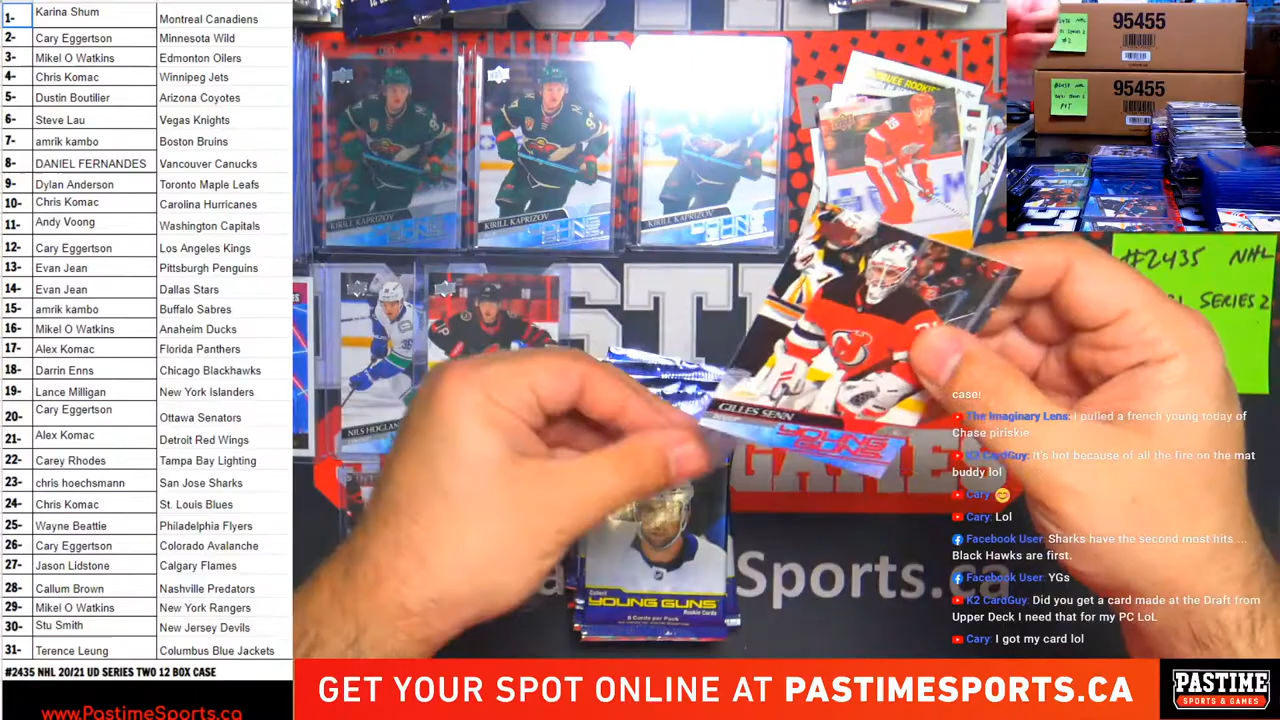 1- Karina Shum Montreal Canadiens
2- Cary Eggertson Minnesota Wild
3- Mikel O Watkins Edmonton Oilers
4- Chris Komac Winnipeg Jets
5- Dustin Boutilier Arizona Coyotes
6- Steve Lau Vegas Knights
7- amrik kambo Boston Bruins
8- DANIEL FERNANDES Vancouver Canucks
9- Dylan Anderson Toronto Maple Leafs
10- Chris Komac Carolina Hurricanes
11- Andy Voong Washington Capitals
12- Cary Eggertson Los Angeles Kings
13- Evan Jean Pittsburgh Penguins
14- Evan Jean Dallas Stars
15- amrik kambo Buffalo Sabres
16- Mikel O Watkins Anaheim Ducks
17- Alex Komac Florida Panthers
18- Darrin Enns Chicago Blackhawks
19- Lance Milligan New York Islanders
20- Cary Eggertson Ottawa Senators
21- Alex Komac Detroit Red Wings
22- Carey Rhodes Tampa Bay Lighting
23- chris hoechsmann San Jose Sharks
24- Chris Komac St. Louis Blues
25- Wayne Beattie Philadelphia Flyers
26- Cary Eggertson Colorado Avalanche
27- Jason Lidstone Calgary Flames
28- Callum Brown Nashville Predators
29- Mikel O Watkins New York Rangers
30- Stu Smith New Jersey Devils
31- Terence Leung Columbus Blue Jackets
#2435 NHL 20/21 UD SERIES TWO 12 BOX CASE
www.PastimeSports.ca
KIRILL KAPRIZOV
KIRILL KAPRIZOV
KIRILL KAPRIZOV
NILS HOGLAN
GILLES SENN
YOUNG GUNS
Collect
YOUNG GUNS
Rookie Cards
8 Cards per Pack
Sports.ca
95455
95455
#2435 NHL
SERIES 2
case!
The Imaginary Lens: I pulled a french young today of
Chase piriskie
K2 CardGuy: It's hot because of all the fire on the mat
buddy lol
Cary: 😊
Cary: Lol
Facebook User: Sharks have the second most hits ...
Black Hawks are first.
Facebook User: YGs
K2 CardGuy: Did you get a card made at the Draft from
Upper Deck I need that for my PC LoL
Cary: I got my card lol
GET YOUR SPOT ONLINE AT PASTIMESPORTS.CA
PASTIME
SPORTS & GAMES